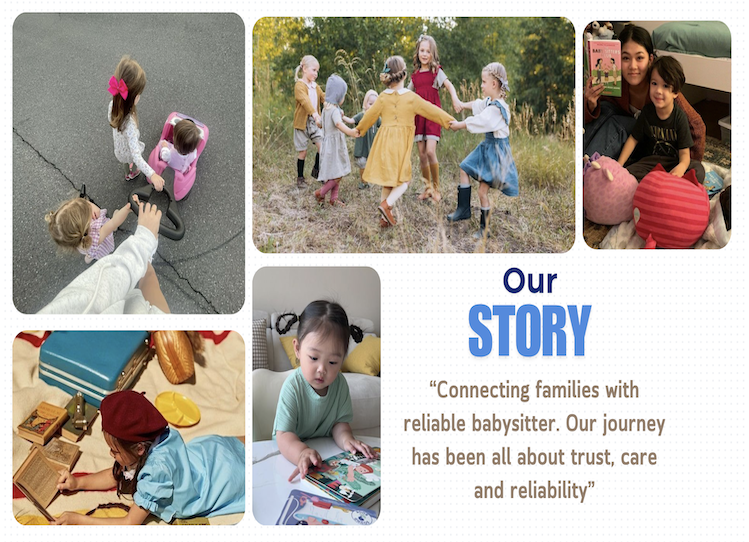 Our
STORY
“Connecting families with
reliable babysitter. Our journey
has been all about trust, care
and reliability”